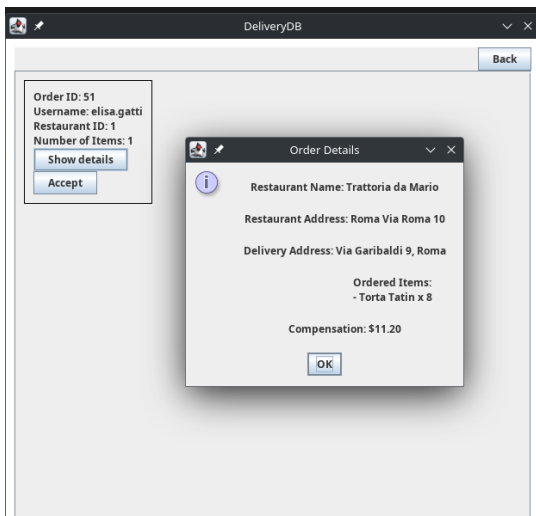 DeliveryDB
Back
Order ID: 51
Username: elisa.gatti
Restaurant ID: 1
Number of Items: 1
Show details
Accept
Order Details
Restaurant Name: Trattoria da Mario
Restaurant Address: Roma Via Roma 10
Delivery Address: Via Garibaldi 9, Roma
Ordered Items:
- Torta Tatin x 8
Compensation: $11.20
OK